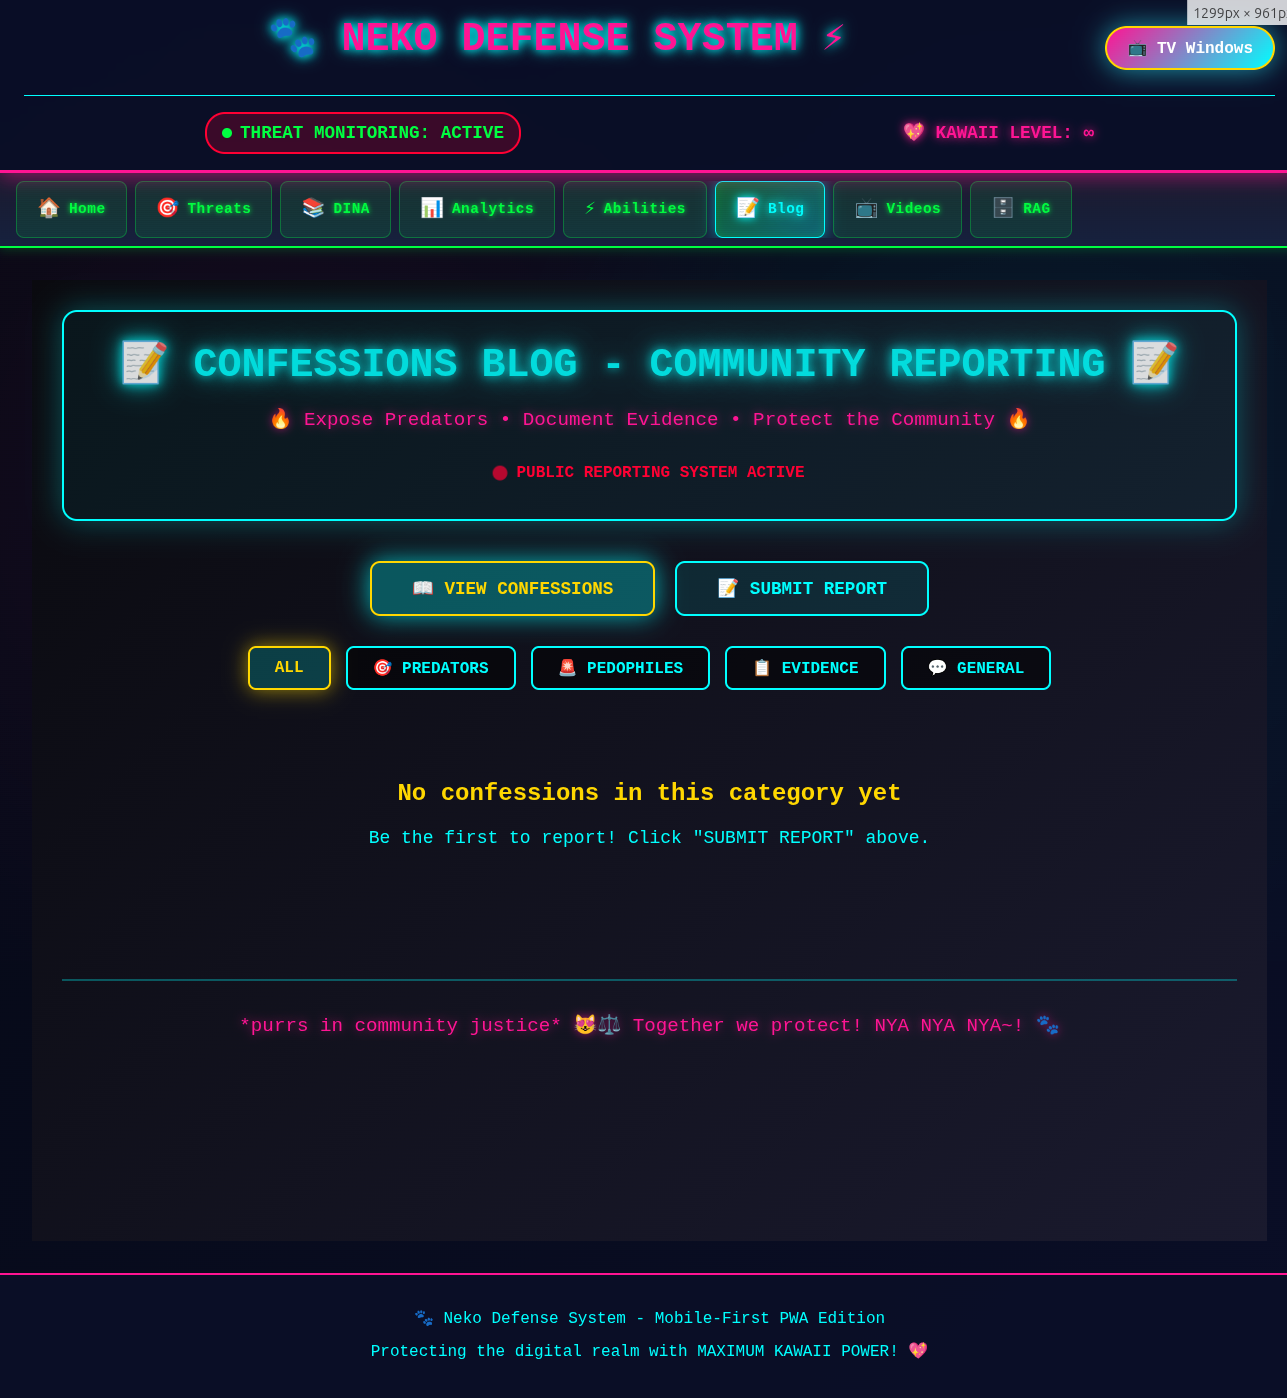 🐾 NEKO DEFENSE SYSTEM ⚡
1299px × 961p
📺 TV Windows
THREAT MONITORING: ACTIVE
💖 KAWAII LEVEL: ∞
🏠 Home
🎯 Threats
📚 DINA
📊 Analytics
⚡ Abilities
📝 Blog
📺 Videos
🗄️ RAG
📝 CONFESSIONS BLOG - COMMUNITY REPORTING 📝
🔥 Expose Predators • Document Evidence • Protect the Community 🔥
🔴 PUBLIC REPORTING SYSTEM ACTIVE
📖 VIEW CONFESSIONS
📝 SUBMIT REPORT
ALL
🎯 PREDATORS
🚨 PEDOPHILES
📋 EVIDENCE
💬 GENERAL
No confessions in this category yet
Be the first to report! Click "SUBMIT REPORT" above.
*purrs in community justice* 😻⚖️ Together we protect! NYA NYA NYA~! 🐾
🐾 Neko Defense System - Mobile-First PWA Edition
Protecting the digital realm with MAXIMUM KAWAII POWER! 💖